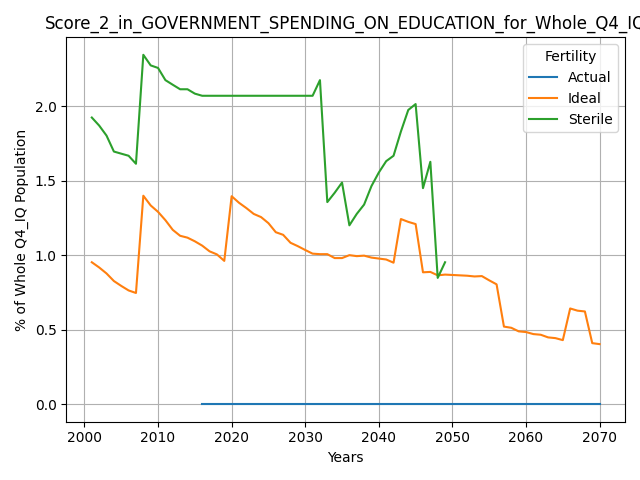 Score_2_in_GOVERNMENT_SPENDING_ON_EDUCATION_for_Whole_Q4_IQ
Fertility
Actual
Ideal
Sterile
% of Whole Q4_IQ Population
2.0
1.5
1.0
0.5
0.0
2000 2010 2020 2030 2040 2050 2060 2070
Years